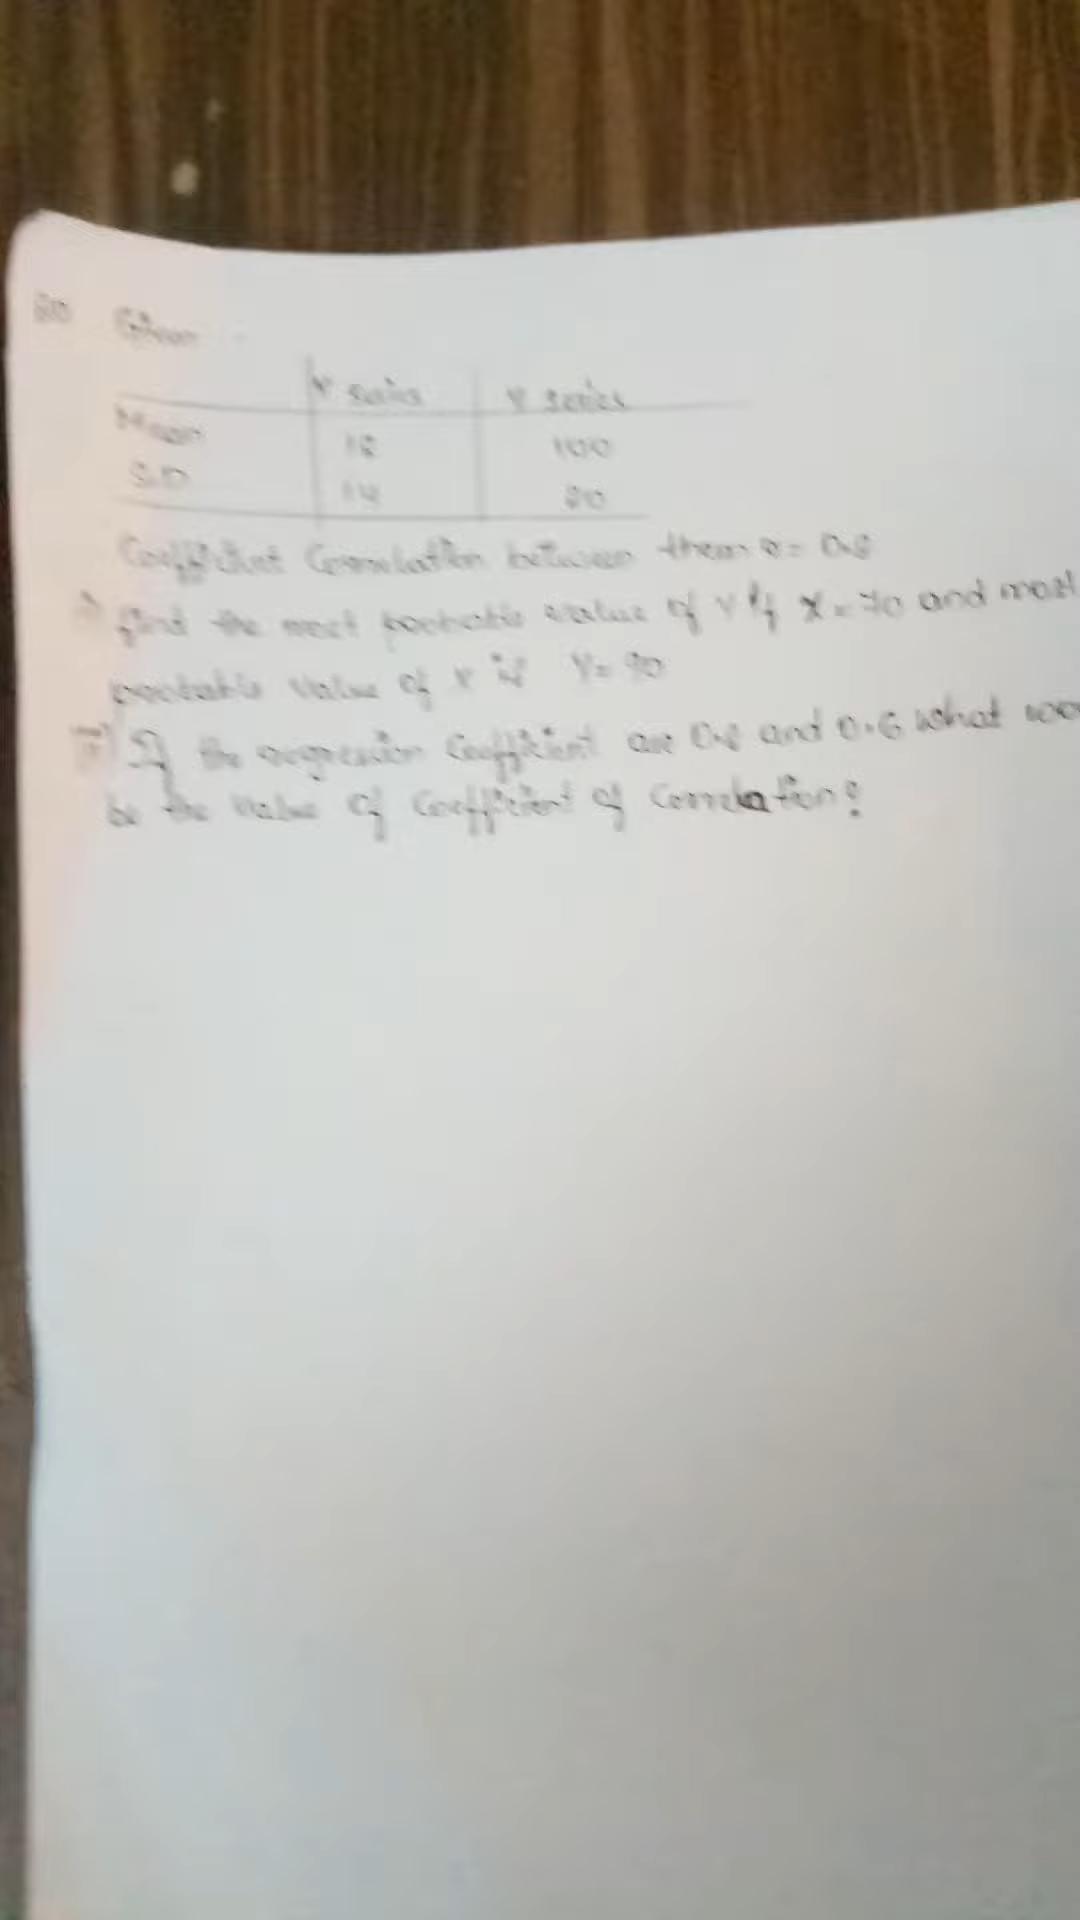 Given
X series Y series
Mean 18 100
S.D 14 20
Coefficient Correlation between them r = 0.8
find the most probable value of Y if X = 70 and most
probable value of X if Y = 90
If the regression Coefficient are 0.8 and 0.6 what
be the value of Coefficient of Correlation?